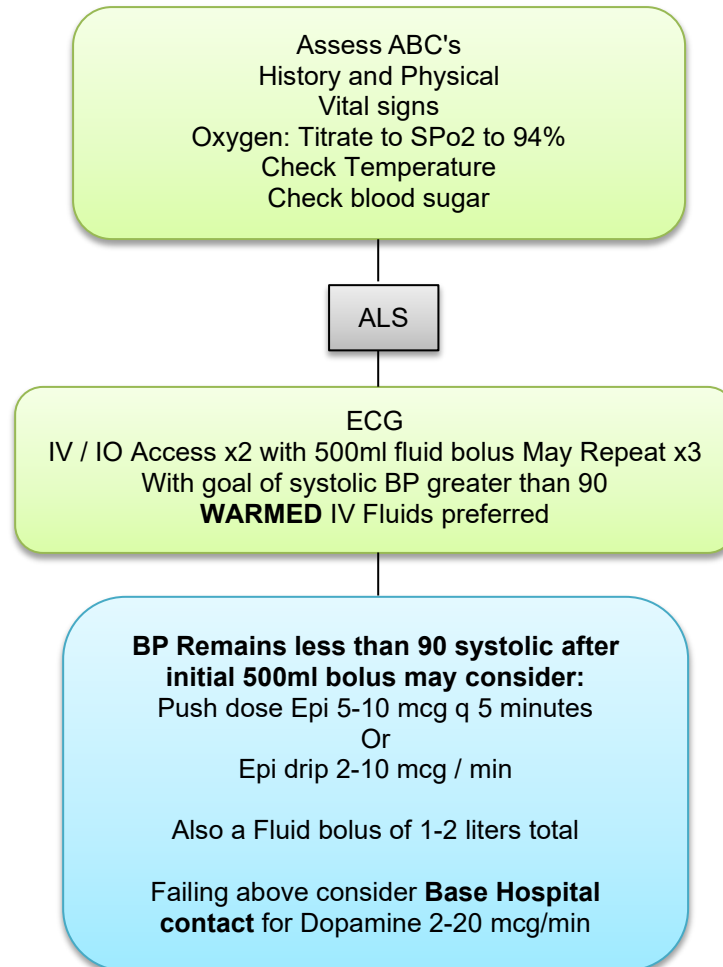 Assess ABC's
History and Physical
Vital signs
Oxygen: Titrate to SPo2 to 94%
Check Temperature
Check blood sugar
ALS
ECG
IV / IO Access x2 with 500ml fluid bolus May Repeat x3
With goal of systolic BP greater than 90
WARMED IV Fluids preferred
BP Remains less than 90 systolic after
initial 500ml bolus may consider:
Push dose Epi 5-10 mcg q 5 minutes
Or
Epi drip 2-10 mcg / min
Also a Fluid bolus of 1-2 liters total
Failing above consider Base Hospital
contact for Dopamine 2-20 mcg/min